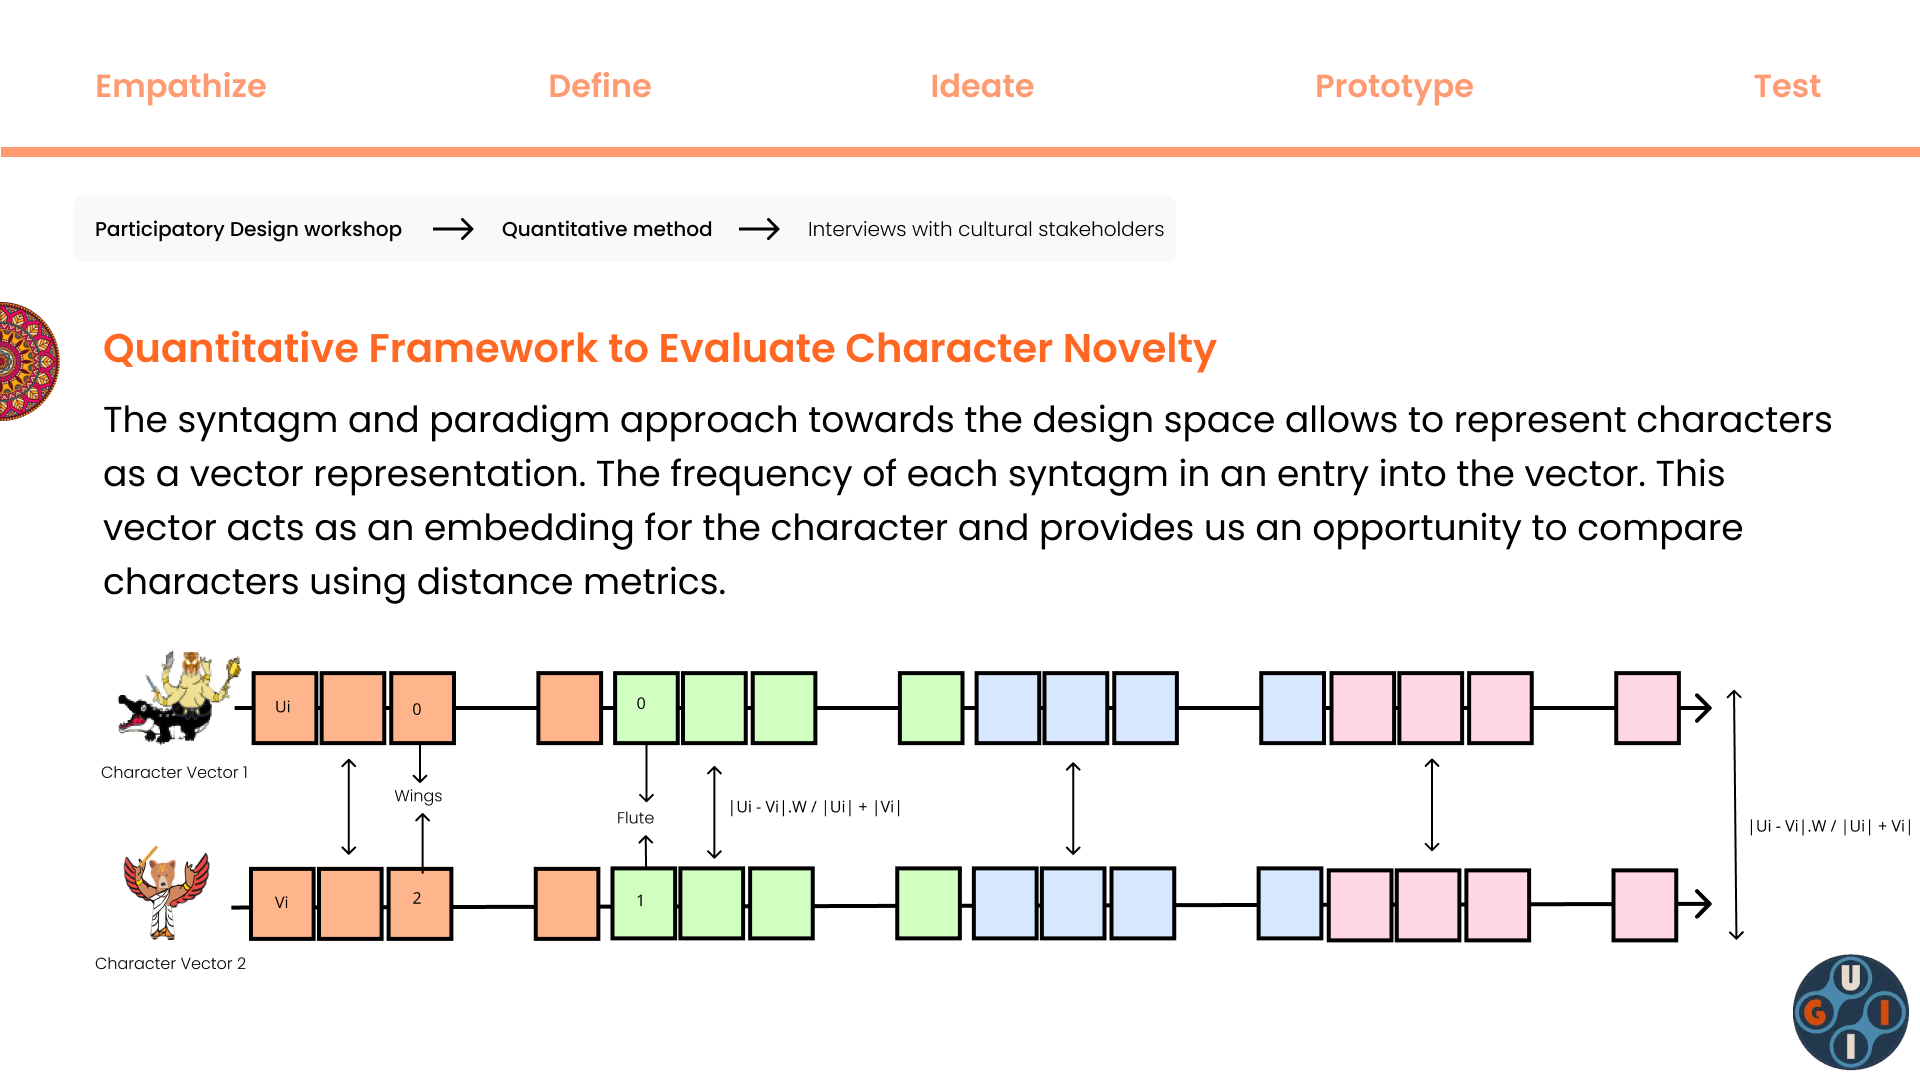 Empathize Define Ideate Prototype Test
Participatory Design workshop → Quantitative method → Interviews with cultural stakeholders
Quantitative Framework to Evaluate Character Novelty
The syntagm and paradigm approach towards the design space allows to represent characters
as a vector representation. The frequency of each syntagm in an entry into the vector. This
vector acts as an embedding for the character and provides us an opportunity to compare
characters using distance metrics.
Ui 0 0
Character Vector 1
Wings
Flute
|Ui - Vi|.W / |Ui| + |Vi|
|Ui - Vi|.W / |Ui| + Vi|
Vi 2 1
Character Vector 2
U
G I
I